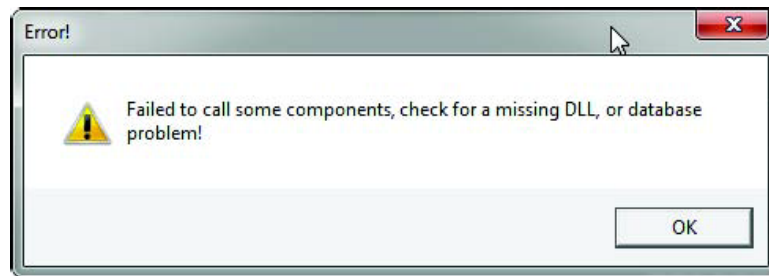 Error!
Failed to call some components, check for a missing DLL, or database
problem!
OK